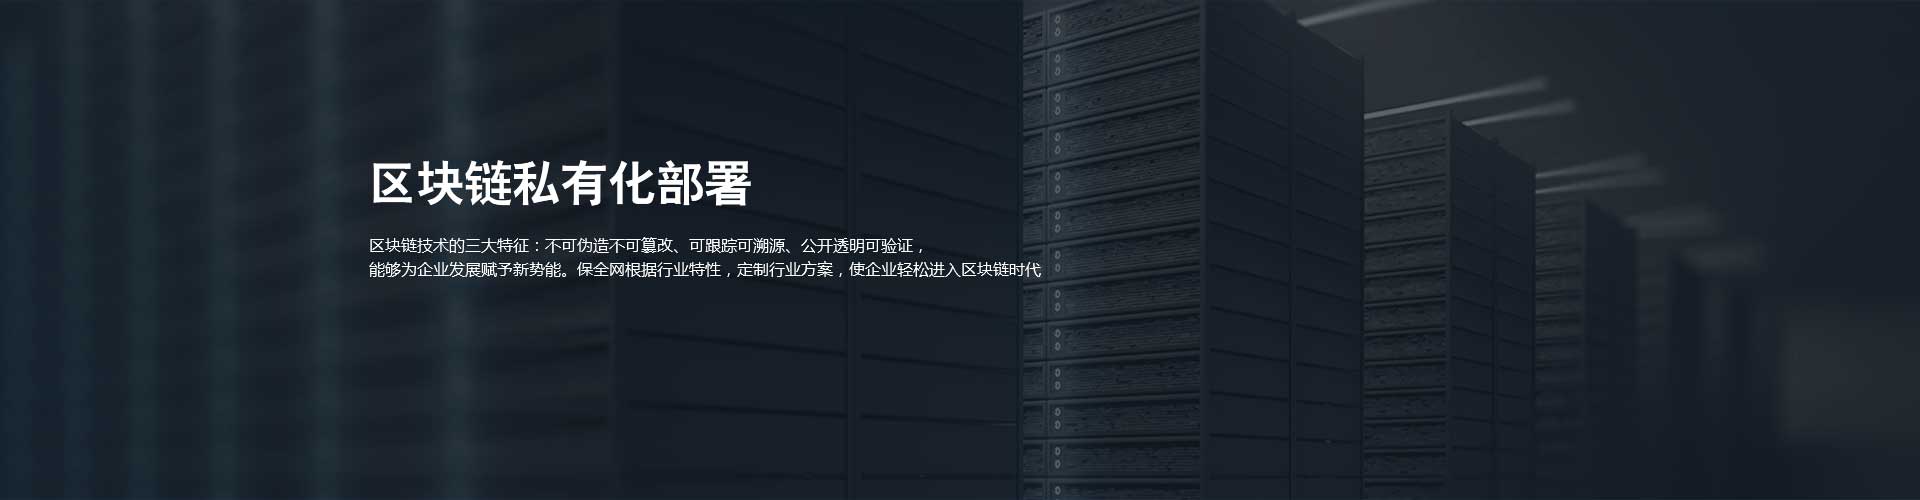 区块链私有化部署
区块链技术的三大特征：不可伪造不可篡改、可跟踪可溯源、公开透明可验证，
能够为企业发展赋予新势能。保全网根据行业特性，定制行业方案，使企业轻松进入区块链时代